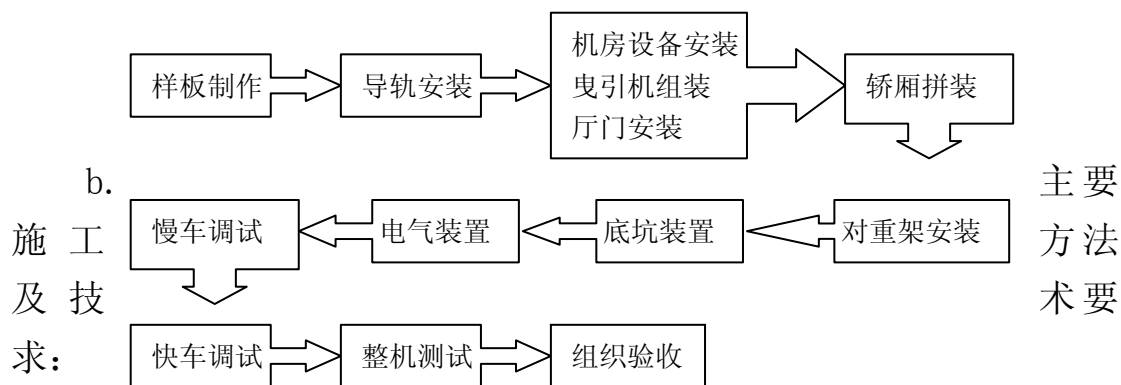 样板制作
导轨安装
机房设备安装
曳引机组装
厅门安装
轿厢拼装
b.
主要
施工
慢车调试
电气装置
底坑装置
对重架安装
方法
及技
术要
求：
快车调试
整机测试
组织验收